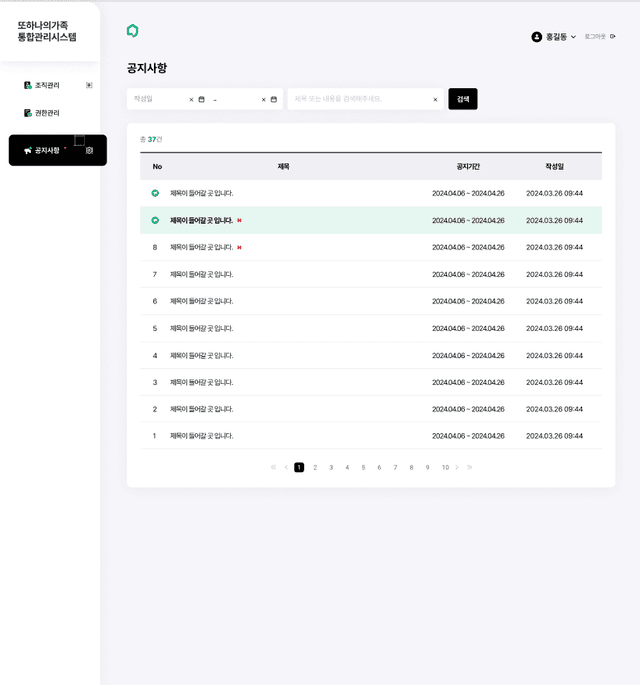 또하나의가족
통합관리시스템
홍길동
로그아웃
조직관리
권한관리
공지사항
공지사항
작성일
-
제목 또는 내용을 검색해주세요.
검색
총 37건
No 제목 공지기간 작성일
제목이 들어갈 곳 입니다. 2024.04.06 ~ 2024.04.26 2024.03.26 09:44
제목이 들어갈 곳 입니다. N 2024.04.06 ~ 2024.04.26 2024.03.26 09:44
8 제목이 들어갈 곳 입니다. N 2024.04.06 ~ 2024.04.26 2024.03.26 09:44
7 제목이 들어갈 곳 입니다. 2024.04.06 ~ 2024.04.26 2024.03.26 09:44
6 제목이 들어갈 곳 입니다. 2024.04.06 ~ 2024.04.26 2024.03.26 09:44
5 제목이 들어갈 곳 입니다. 2024.04.06 ~ 2024.04.26 2024.03.26 09:44
4 제목이 들어갈 곳 입니다. 2024.04.06 ~ 2024.04.26 2024.03.26 09:44
3 제목이 들어갈 곳 입니다. 2024.04.06 ~ 2024.04.26 2024.03.26 09:44
2 제목이 들어갈 곳 입니다. 2024.04.06 ~ 2024.04.26 2024.03.26 09:44
1 제목이 들어갈 곳 입니다. 2024.04.06 ~ 2024.04.26 2024.03.26 09:44
1 2 3 4 5 6 7 8 9 10